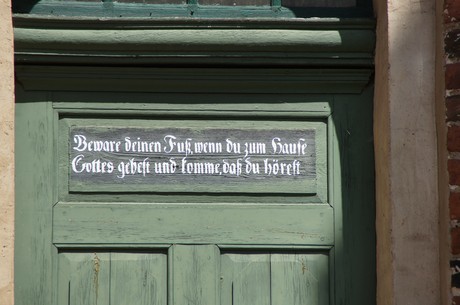 Beware deinen Fuß, wenn du zum Hause
Gottes gehest und komme, daß du hörest